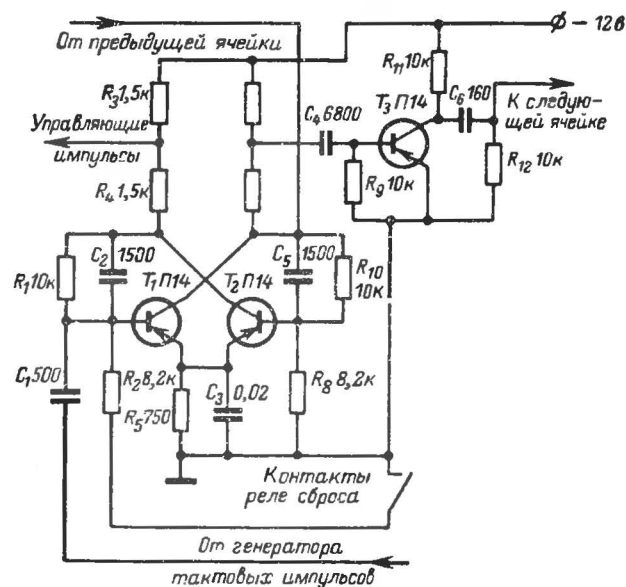 От предыдущей ячейки
– 12в
R3 1,5к
R11 10к
C4 6800
T3 П14
C6 160
К следую-
щей ячейке
Управляющие
импульсы
R4 1,5к
R9 10к
R12 10к
C2 1500
C5 1500
R1 10к
T1 П14
T2 П14
R10
10к
C1 500
R2 8,2к
C3 0,02
R8 8,2к
R5 750
Контакты
реле сброса
От генератора
тактовых импульсов